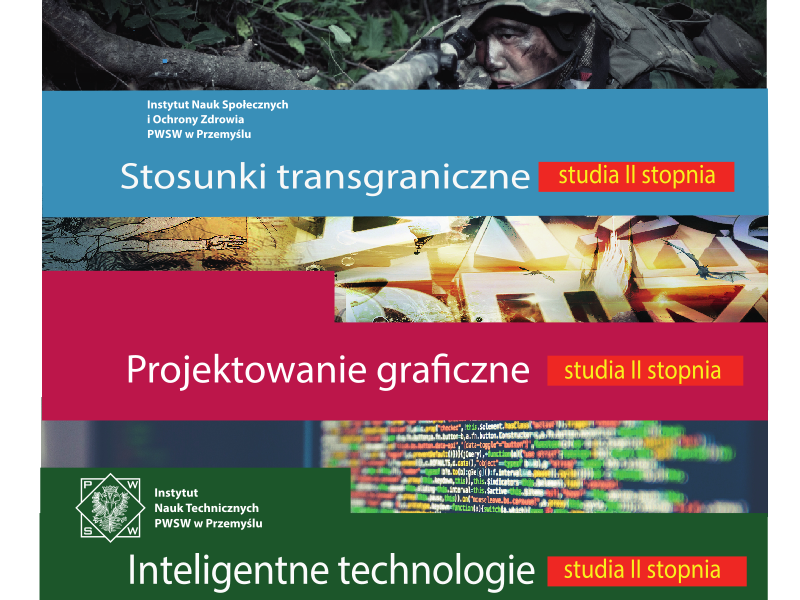 Instytut Nauk Społecznych
i Ochrony Zdrowia
PWSW w Przemyślu
Stosunki transgraniczne
studia II stopnia
Projektowanie graficzne
studia II stopnia
P W
S W
Instytut
Nauk Technicznych
PWSW w Przemyślu
Inteligentne technologie
studia II stopnia